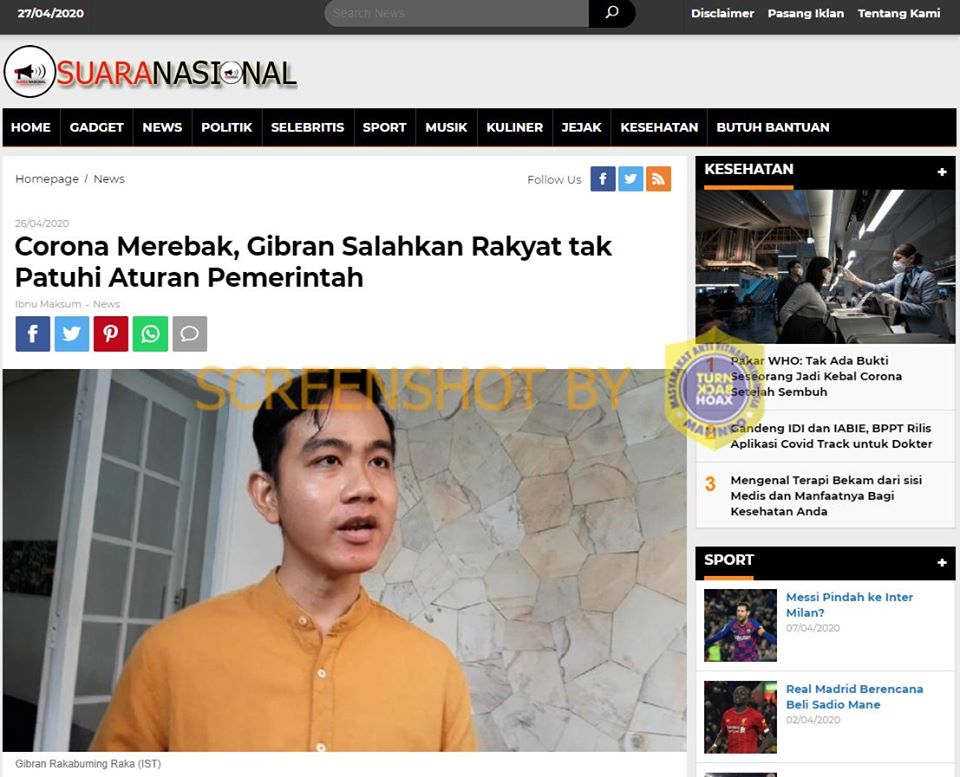 27/04/2020
Search News
Disclaimer Pasang Iklan Tentang Kami
SUARANASIONAL
HOME GADGET NEWS POLITIK SELEBRITIS SPORT MUSIK KULINER JEJAK KESEHATAN BUTUH BANTUAN
Homepage / News
Follow Us
26/04/2020
Corona Merebak, Gibran Salahkan Rakyat tak
Patuhi Aturan Pemerintah
Ibnu Maksum - News
SCREENSHOT BY
MASYARAKAT ANTI FITNAH
TURN
BACK
HOAX
MAFINDO
Gibran Rakabuming Raka (IST)
KESEHATAN +
1 Pakar WHO: Tak Ada Bukti
Seseorang Jadi Kebal Corona
Setelah Sembuh
2 Gandeng IDI dan IABIE, BPPT Rilis
Aplikasi Covid Track untuk Dokter
3 Mengenal Terapi Bekam dari sisi
Medis dan Manfaatnya Bagi
Kesehatan Anda
SPORT +
Messi Pindah ke Inter
Milan?
07/04/2020
Real Madrid Berencana
Beli Sadio Mane
02/04/2020